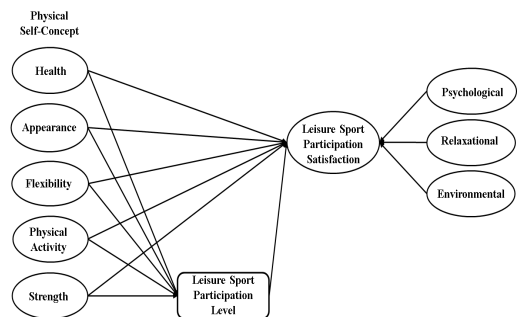 Physical
Self-Concept
Health
Appearance
Flexibility
Physical
Activity
Strength
Leisure Sport
Participation
Satisfaction
Leisure Sport
Participation
Level
Psychological
Relaxational
Environmental